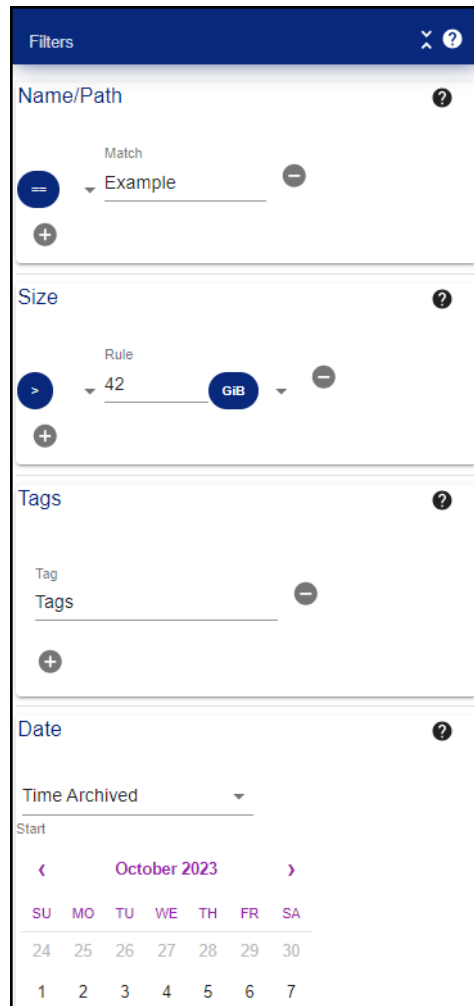 Filters
Name/Path
Match
== Example
Size
Rule
> 42 GiB
Tags
Tag
Tags
Date
Time Archived
Start
‹ October 2023 ›
SU MO TU WE TH FR SA
24 25 26 27 28 29 30
1 2 3 4 5 6 7